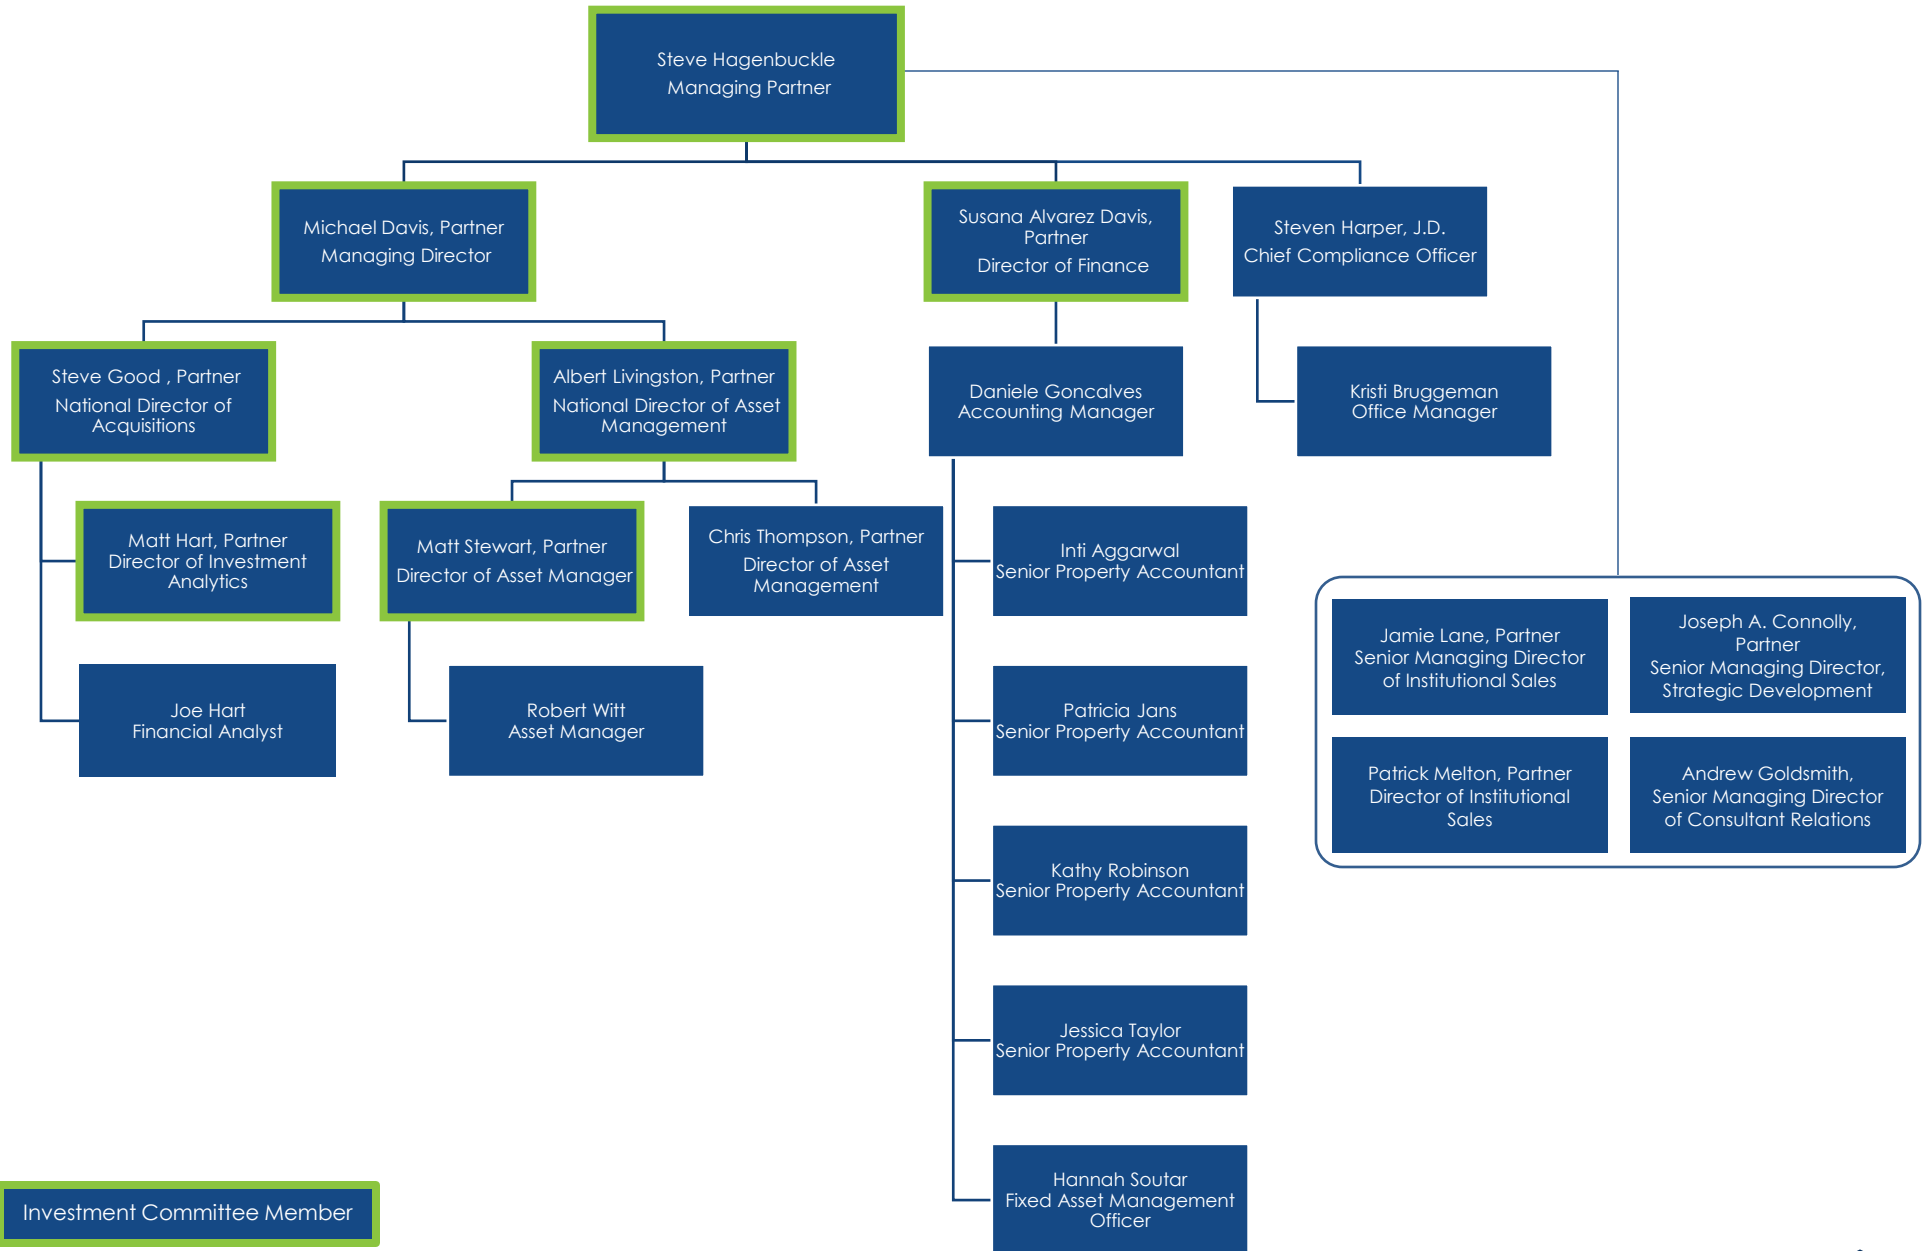 Steve Hagenbuckle
Managing Partner
Michael Davis, Partner
Managing Director
Susana Alvarez Davis,
Partner
Director of Finance
Steven Harper, J.D.
Chief Compliance Officer
Steve Good , Partner
National Director of
Acquisitions
Albert Livingston, Partner
National Director of Asset
Management
Daniele Goncalves
Accounting Manager
Kristi Bruggeman
Office Manager
Matt Hart, Partner
Director of Investment
Analytics
Matt Stewart, Partner
Director of Asset Manager
Chris Thompson, Partner
Director of Asset
Management
Inti Aggarwal
Senior Property Accountant
Jamie Lane, Partner
Senior Managing Director
of Institutional Sales
Joseph A. Connolly,
Partner
Senior Managing Director,
Strategic Development
Joe Hart
Financial Analyst
Robert Witt
Asset Manager
Patricia Jans
Senior Property Accountant
Patrick Melton, Partner
Director of Institutional
Sales
Andrew Goldsmith,
Senior Managing Director
of Consultant Relations
Kathy Robinson
Senior Property Accountant
Jessica Taylor
Senior Property Accountant
Hannah Soutar
Fixed Asset Management
Officer
Investment Committee Member